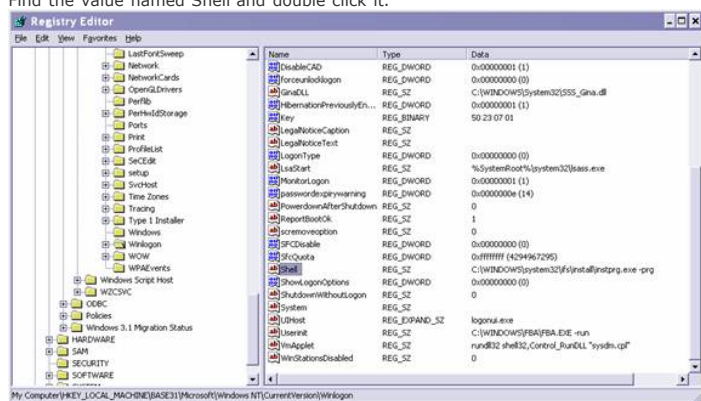 Find the value named Shell and double click it.
Registry Editor
File Edit View Favorites Help
LastFontSweep
Network
NetworkCards
OpenGLDrivers
Perflib
PerHwIdStorage
Ports
Print
ProfileList
SeCEdit
setup
SvcHost
Time Zones
Tracing
Type 1 Installer
Windows
Winlogon
WOW
WPAEvents
Windows Script Host
WZCSVC
ODBC
Policies
Windows 3.1 Migration Status
HARDWARE
SAM
SECURITY
SOFTWARE
Name Type Data
DisableCAD REG_DWORD 0x00000001 (1)
forceunlocklogon REG_DWORD 0x00000000 (0)
GinaDLL REG_SZ C:\WINDOWS\System32\SSS_Gina.dll
HibernationPreviouslyEn... REG_DWORD 0x00000001 (1)
Key REG_BINARY 50 23 07 01
LegalNoticeCaption REG_SZ
LegalNoticeText REG_SZ
LogonType REG_DWORD 0x00000000 (0)
LsaStart REG_SZ %SystemRoot%\system32\lsass.exe
MonitorLogon REG_DWORD 0x00000001 (1)
passwordexpirywarning REG_DWORD 0x0000000e (14)
PowerdownAfterShutdown REG_SZ 0
ReportBootOk REG_SZ 1
scremoveoption REG_SZ 0
SFCDisable REG_DWORD 0x00000000 (0)
SfcQuota REG_DWORD 0xffffffff (4294967295)
Shell REG_SZ C:\WINDOWS\system32\ifs\install\instprg.exe -prg
ShowLogonOptions REG_DWORD 0x00000000 (0)
ShutdownWithoutLogon REG_SZ 0
System REG_SZ
UIHost REG_EXPAND_SZ logonui.exe
Userinit REG_SZ C:\WINDOWS\FBA\FBA.EXE -run
VmApplet REG_SZ rundll32 shell32,Control_RunDLL "sysdm.cpl"
WinStationsDisabled REG_SZ 0
My Computer\HKEY_LOCAL_MACHINE\BASE31\Microsoft\Windows NT\CurrentVersion\Winlogon